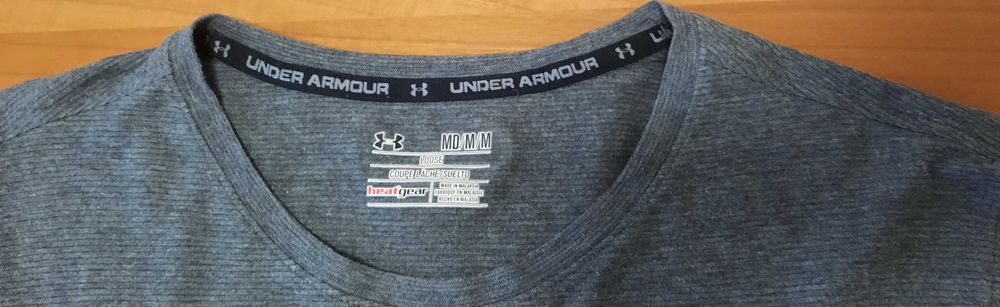 UNDER ARMOUR UNDER ARMOUR
MD/M/M
LOOSE
COUPE LÂCHE/SUELTO
heatgear
MADE IN MALAYSIA
FABRIQUÉ EN MALAISIE
HECHO EN MALASIA